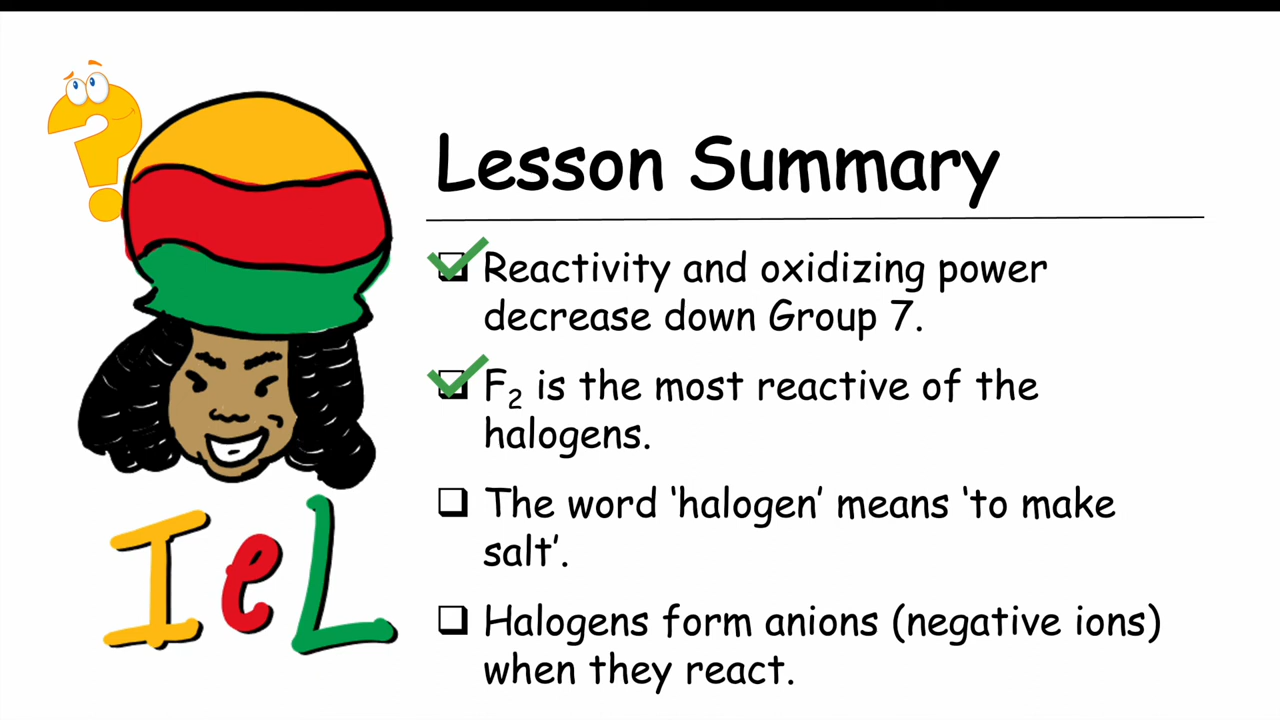 Lesson Summary
Reactivity and oxidizing power
decrease down Group 7.
F₂ is the most reactive of the
halogens.
The word ‘halogen’ means ‘to make
salt’.
Halogens form anions (negative ions)
when they react.
IeL